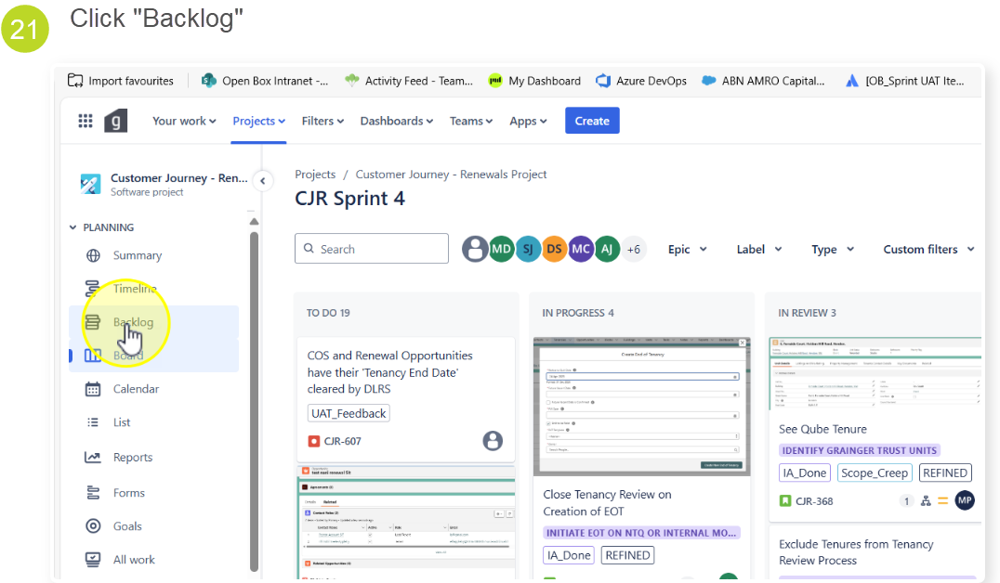 21
Click "Backlog"
Import favourites
Open Box Intranet -...
Activity Feed - Team...
My Dashboard
Azure DevOps
ABN AMRO Capital...
[OB_Sprint UAT Ite...
g
Your work
Projects
Filters
Dashboards
Teams
Apps
Create
Customer Journey - Ren...
Software project
PLANNING
Summary
Timeline
Backlog
Board
Calendar
List
Reports
Forms
Goals
All work
Projects / Customer Journey - Renewals Project
CJR Sprint 4
Search
MD
SJ
DS
MC
AJ
+6
Epic
Label
Type
Custom filters
TO DO 19
COS and Renewal Opportunities
have their 'Tenancy End Date'
cleared by DLRS
UAT_Feedback
CJR-607
IN PROGRESS 4
Create End of Tenancy
Close Tenancy Review on
Creation of EOT
INITIATE EOT ON NTQ OR INTERNAL MO...
IA_Done
REFINED
IN REVIEW 3
See Qube Tenure
IDENTIFY GRAINGER TRUST UNITS
IA_Done
Scope_Creep
REFINED
CJR-368
1
MP
Exclude Tenures from Tenancy
Review Process